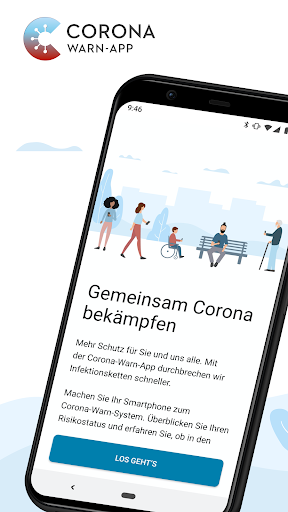 CORONA
WARN-APP
9:46
Gemeinsam Corona
bekämpfen
Mehr Schutz für Sie und uns alle. Mit
der Corona-Warn-App durchbrechen wir
Infektionsketten schneller.
Machen Sie Ihr Smartphone zum
Corona-Warn-System. Überblicken Sie Ihren
Risikostatus und erfahren Sie, ob in den
LOS GEHT'S